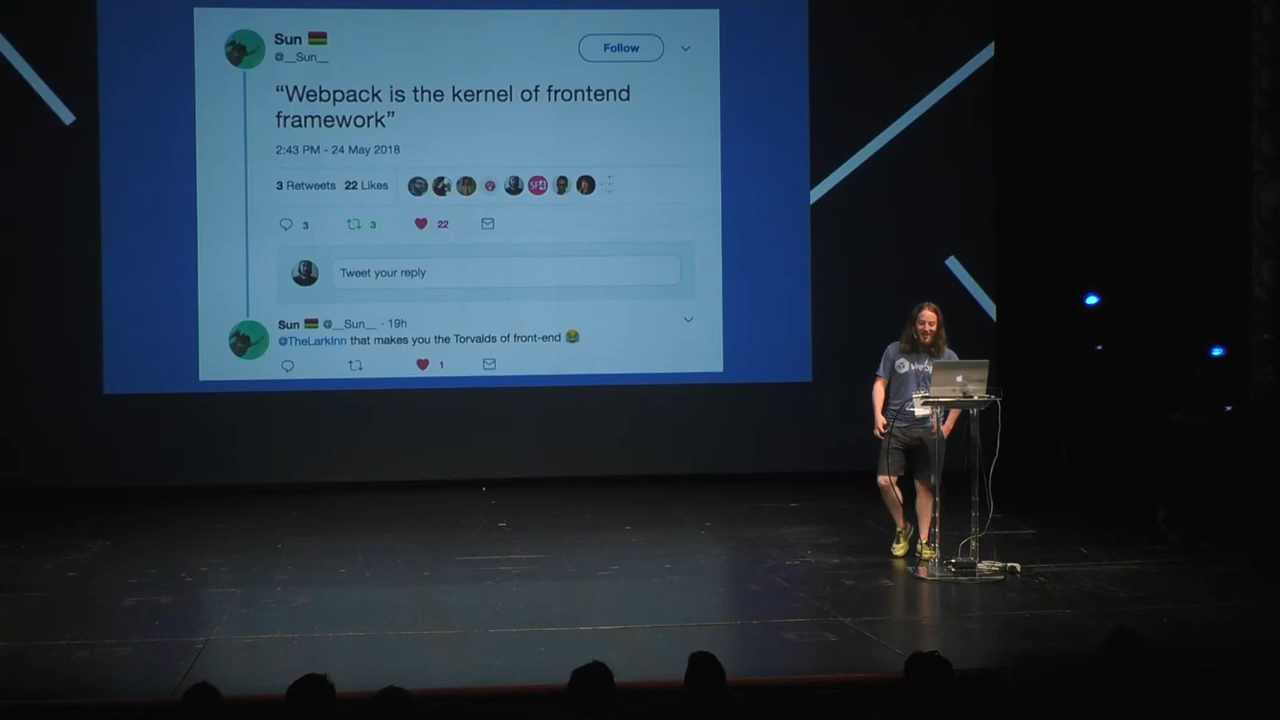 Sun
@__Sun__
Follow
“Webpack is the kernel of frontend
framework”
2:43 PM - 24 May 2018
3 Retweets 22 Likes
SF4
3 3 22
Tweet your reply
Sun @__Sun__ · 19h
@TheLarkInn that makes you the Torvalds of front-end
1